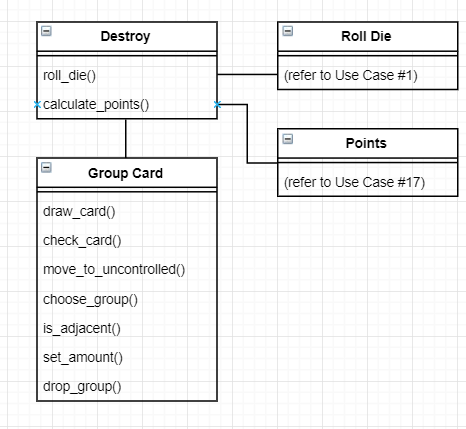 Destroy
roll_die()
calculate_points()
Roll Die
(refer to Use Case #1)
Points
(refer to Use Case #17)
Group Card
draw_card()
check_card()
move_to_uncontrolled()
choose_group()
is_adjacent()
set_amount()
drop_group()